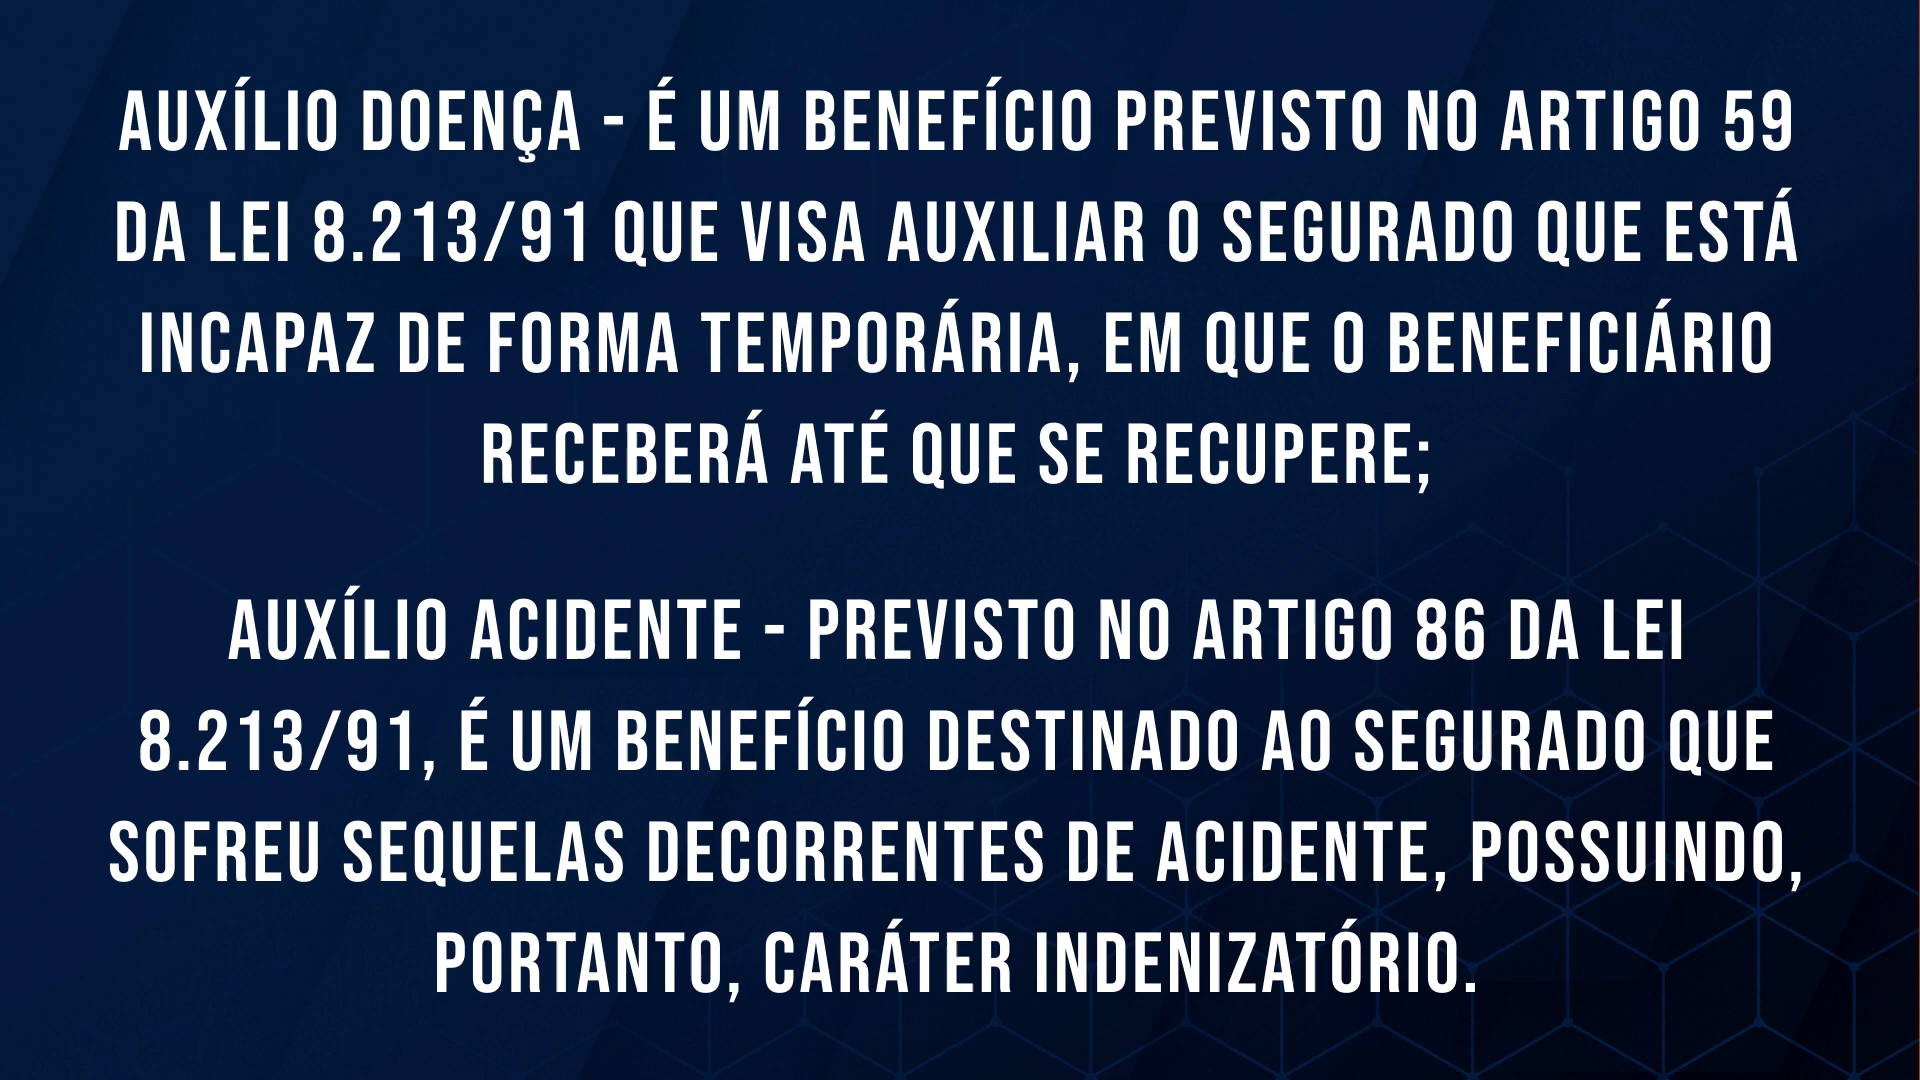 AUXÍLIO DOENÇA - É UM BENEFÍCIO PREVISTO NO ARTIGO 59
DA LEI 8.213/91 QUE VISA AUXILIAR O SEGURADO QUE ESTÁ
INCAPAZ DE FORMA TEMPORÁRIA, EM QUE O BENEFICIÁRIO
RECEBERÁ ATÉ QUE SE RECUPERE;
AUXÍLIO ACIDENTE - PREVISTO NO ARTIGO 86 DA LEI
8.213/91, É UM BENEFÍCIO DESTINADO AO SEGURADO QUE
SOFREU SEQUELAS DECORRENTES DE ACIDENTE, POSSUINDO,
PORTANTO, CARÁTER INDENIZATÓRIO.